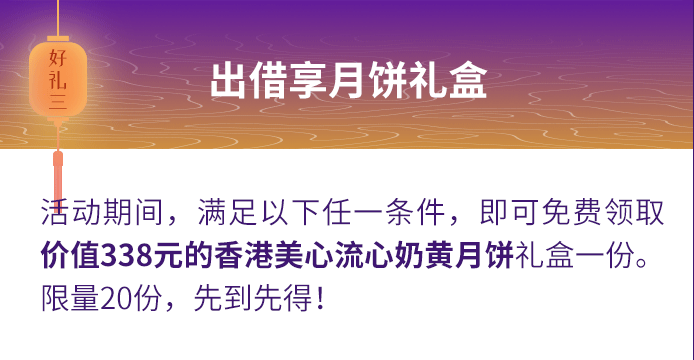 好礼三
出借享月饼礼盒
活动期间，满足以下任一条件，即可免费领取
价值338元的香港美心流心奶黄月饼礼盒一份。
限量20份，先到先得！